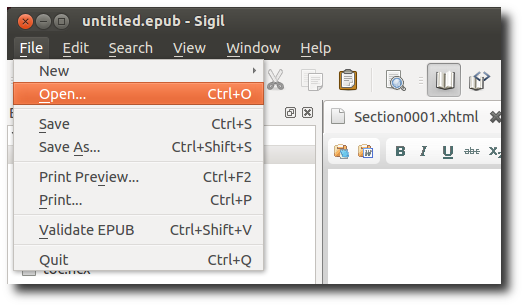 untitled.epub - Sigil
File Edit Search View Window Help
New
Open... Ctrl+O
Save Ctrl+S
Save As... Ctrl+Shift+S
Print Preview... Ctrl+F2
Print... Ctrl+P
Validate EPUB Ctrl+Shift+V
Quit Ctrl+Q
Section0001.xhtml
B I U abc